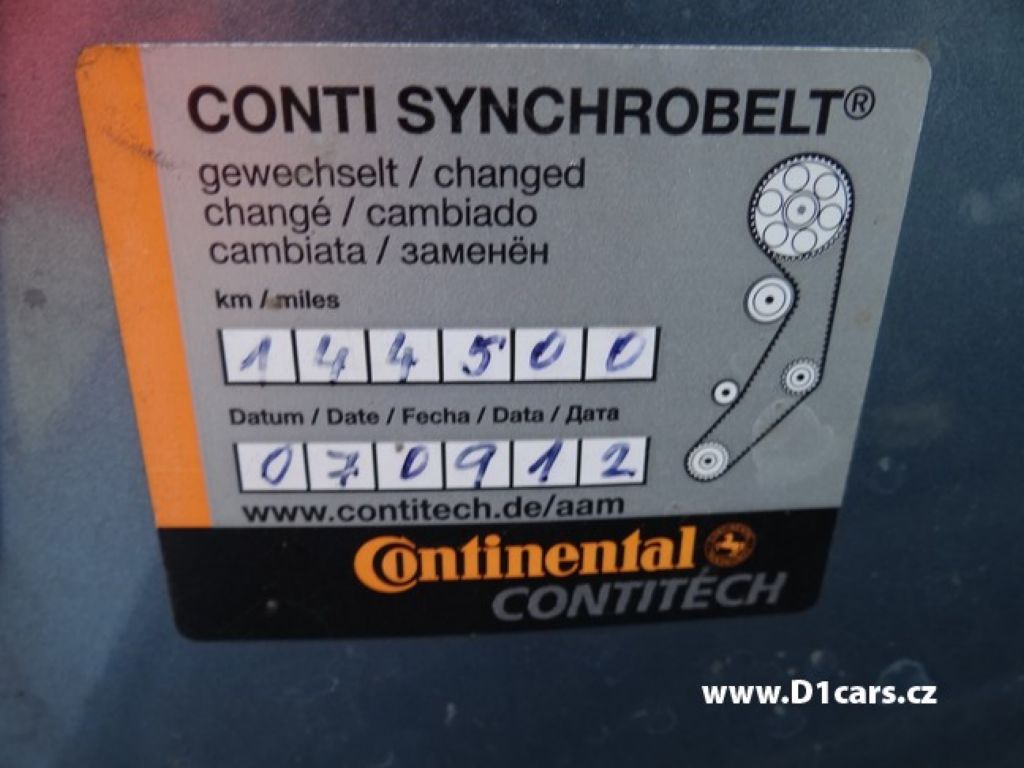 CONTI SYNCHROBELT®
gewechselt / changed
changé / cambiado
cambiata / заменён
km / miles
144500
Datum / Date / Fecha / Data / Дата
070912
www.contitech.de/aam
Continental
CONTITECH
www.D1cars.cz